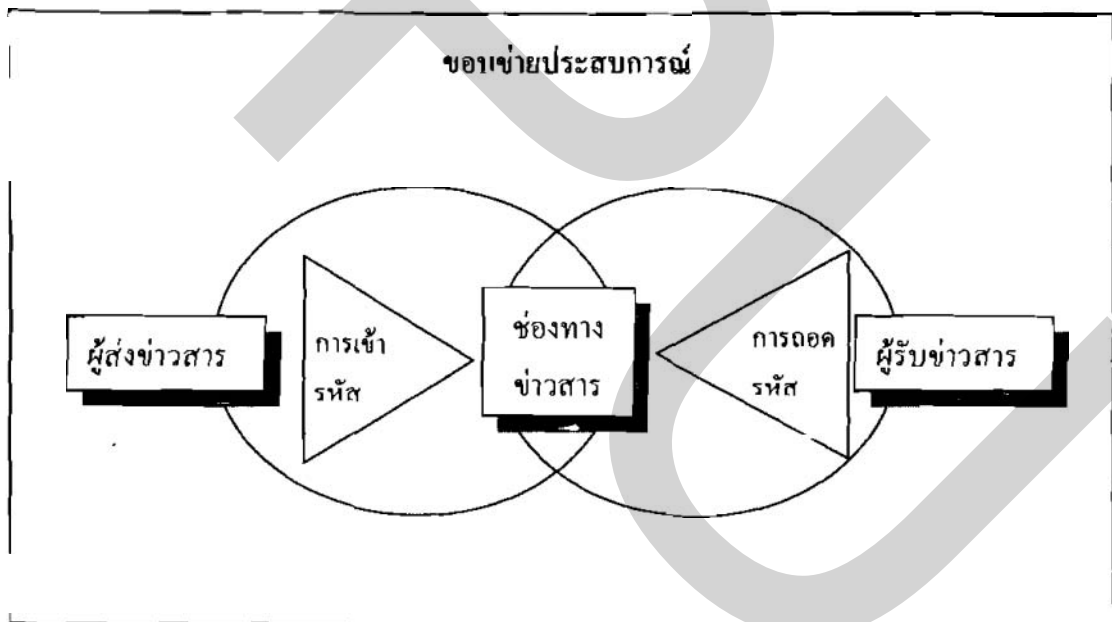 ขอบข่ายประสบการณ์
ผู้ส่งข่าวสาร
การเข้า
รหัส
ช่องทาง
ข่าวสาร
การถอด
รหัส
ผู้รับข่าวสาร